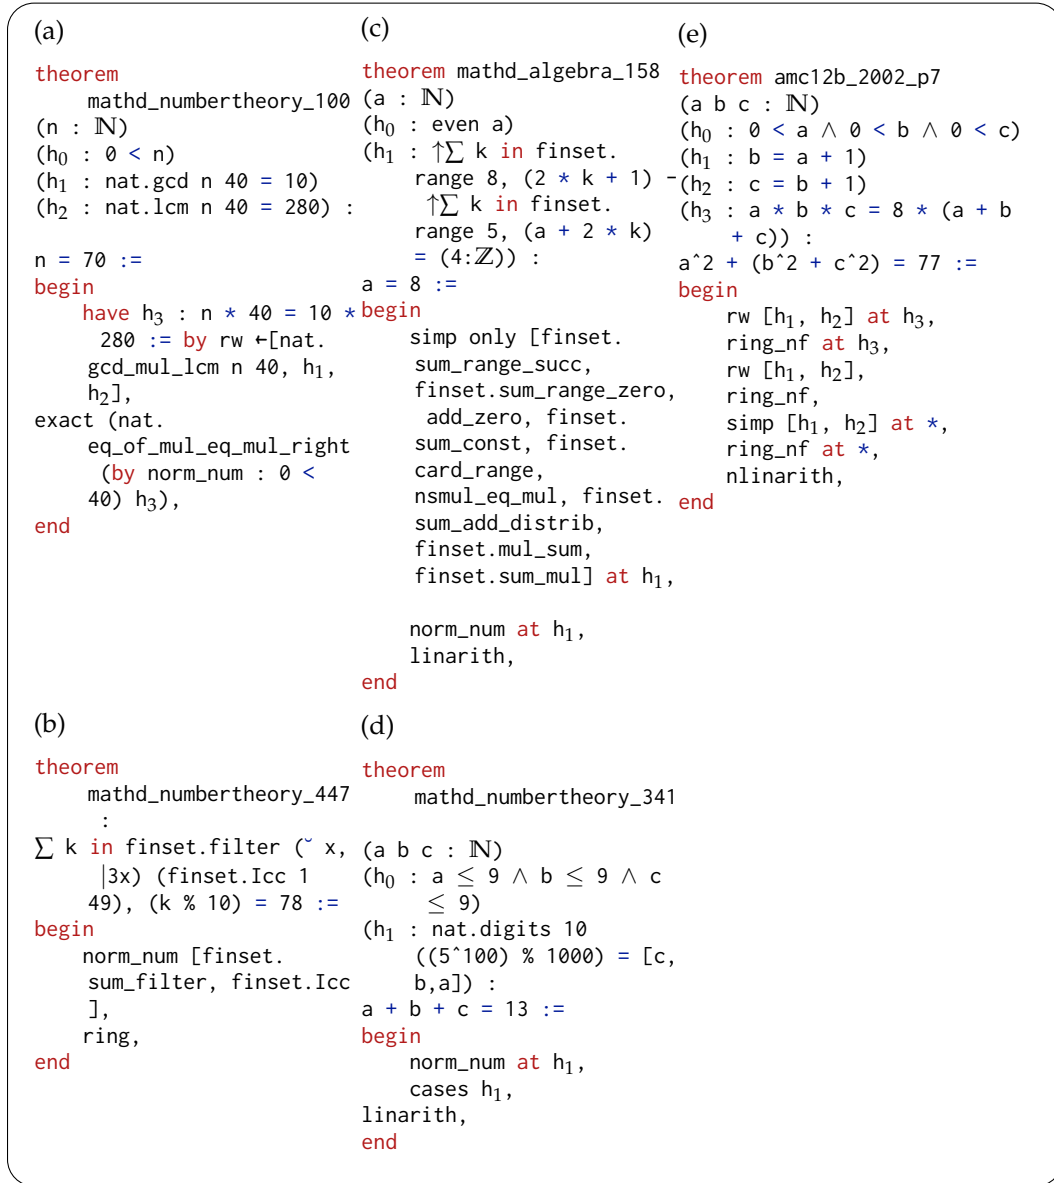 (a)
theorem
mathd_numbertheory_100
(n : ℕ)
(h₀ : 0 < n)
(h₁ : nat.gcd n 40 = 10)
(h₂ : nat.lcm n 40 = 280) :
n = 70 :=
begin
have h₃ : n * 40 = 10 *
280 := by rw ←[nat.
gcd_mul_lcm n 40, h₁,
h₂],
exact (nat.
eq_of_mul_eq_mul_right
(by norm_num : 0 <
40) h₃),
end
(b)
theorem
mathd_numbertheory_447
:
∑ k in finset.filter (˘ x,
|3x) (finset.Icc 1
49), (k % 10) = 78 :=
begin
norm_num [finset.
sum_filter, finset.Icc
],
ring,
end
(c)
theorem mathd_algebra_158
(a : ℕ)
(h₀ : even a)
(h₁ : ↑∑ k in finset.
range 8, (2 * k + 1) -
↑∑ k in finset.
range 5, (a + 2 * k)
= (4:ℤ)) :
a = 8 :=
begin
simp only [finset.
sum_range_succ,
finset.sum_range_zero,
add_zero, finset.
sum_const, finset.
card_range,
nsmul_eq_mul, finset.
sum_add_distrib,
finset.mul_sum,
finset.sum_mul] at h₁,
norm_num at h₁,
linarith,
end
(d)
theorem
mathd_numbertheory_341
(a b c : ℕ)
(h₀ : a ≤ 9 ∧ b ≤ 9 ∧ c
≤ 9)
(h₁ : nat.digits 10
((5^100) % 1000) = [c,
b,a]) :
a + b + c = 13 :=
begin
norm_num at h₁,
cases h₁,
linarith,
end
(e)
theorem amc12b_2002_p7
(a b c : ℕ)
(h₀ : 0 < a ∧ 0 < b ∧ 0 < c)
(h₁ : b = a + 1)
(h₂ : c = b + 1)
(h₃ : a * b * c = 8 * (a + b
+ c)) :
a^2 + (b^2 + c^2) = 77 :=
begin
rw [h₁, h₂] at h₃,
ring_nf at h₃,
rw [h₁, h₂],
ring_nf,
simp [h₁, h₂] at *,
ring_nf at *,
nlinarith,
end